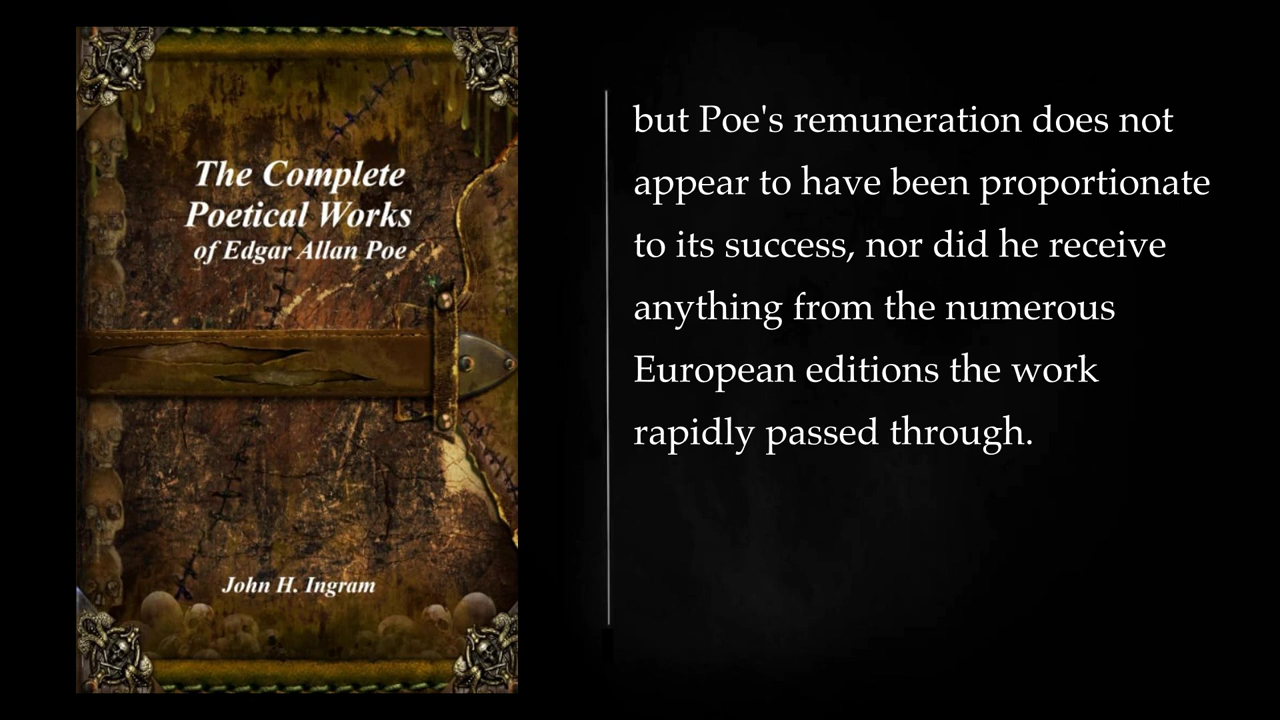 The Complete
Poetical Works
of Edgar Allan Poe
John H. Ingram
but Poe's remuneration does not
appear to have been proportionate
to its success, nor did he receive
anything from the numerous
European editions the work
rapidly passed through.